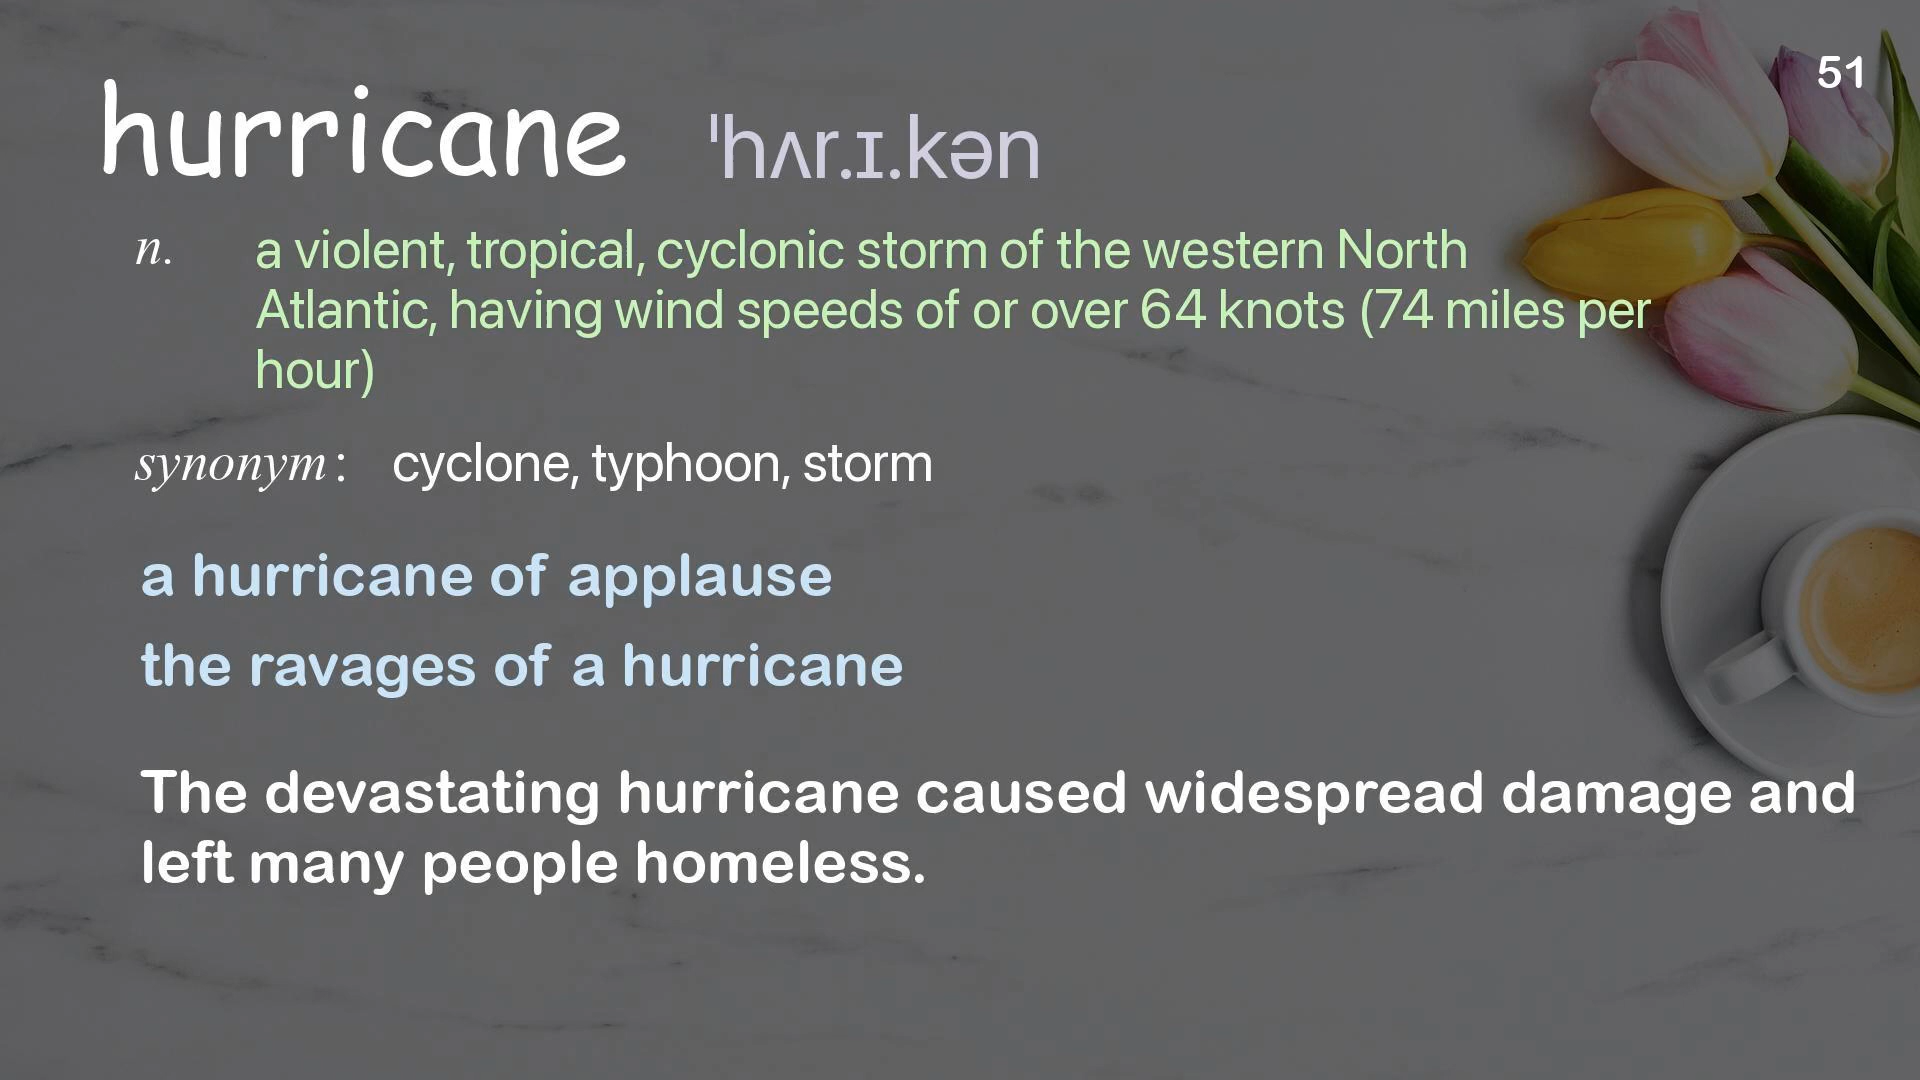 51
hurricane ˈhʌr.ɪ.kən
n. a violent, tropical, cyclonic storm of the western North
Atlantic, having wind speeds of or over 64 knots (74 miles per
hour)
synonym: cyclone, typhoon, storm
a hurricane of applause
the ravages of a hurricane
The devastating hurricane caused widespread damage and
left many people homeless.